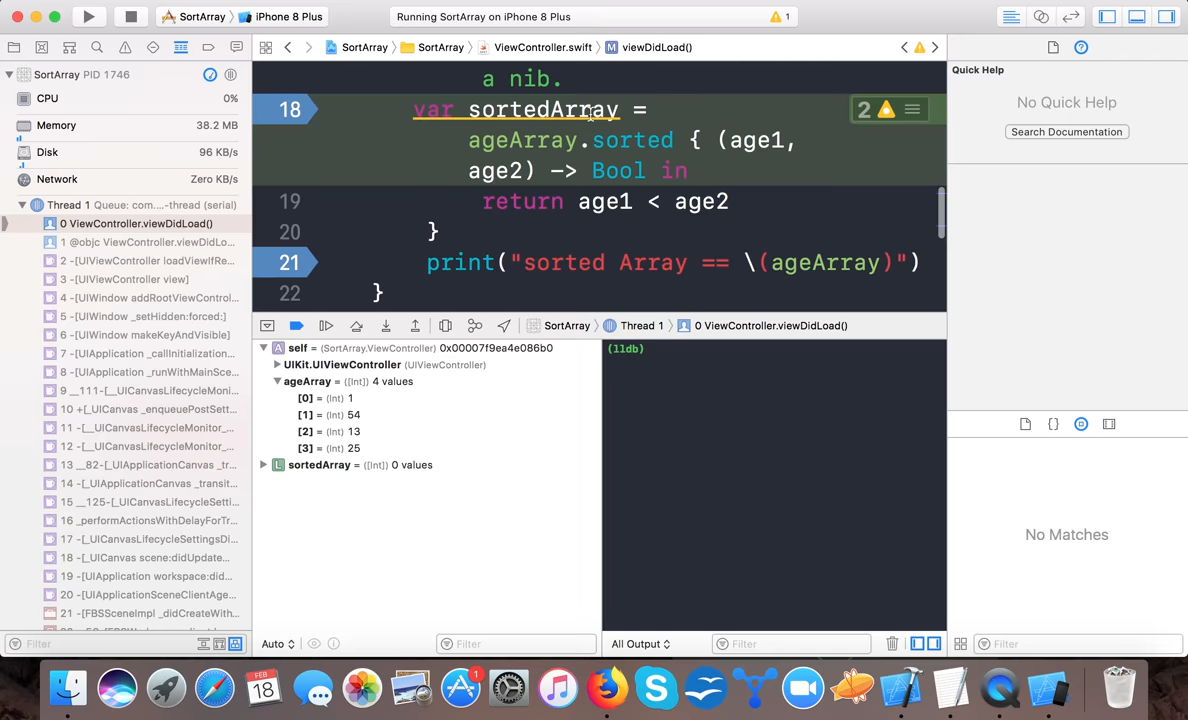 SortArray
iPhone 8 Plus
Running SortArray on iPhone 8 Plus
1
SortArray
SortArray
ViewController.swift
M
viewDidLoad()
SortArray PID 1746
CPU
0%
Memory
38.2 MB
Disk
96 KB/s
Network
Zero KB/s
Thread 1 Queue: com....-thread (serial)
0 ViewController.viewDidLoad()
1 @objc ViewController.viewDidLo...
2 -[UIViewController loadViewIfRe...
3 -[UIViewController view]
4 -[UIWindow addRootViewControl...
5 -[UIWindow _setHidden:forced:]
6 -[UIWindow makeKeyAndVisible]
7 -[UIApplication _callInitialization...
8 -[UIApplication _runWithMainSce...
9 __111-[__UICanvasLifecycleMoni...
10 +[_UICanvas _enqueuePostSett...
11 -[__UICanvasLifecycleMonitor_...
12 -[__UICanvasLifecycleMonitor_...
13 __82-[_UIApplicationCanvas _tr...
14 -[_UIApplicationCanvas _transit...
15 __125-[_UICanvasLifecycleSetti...
16 _performActionsWithDelayForTr...
17 -[_UICanvasLifecycleSettingsDi...
18 -[_UICanvas scene:didUpdate...
19 -[UIApplication workspace:did...
20 -[UIApplicationSceneClientAge...
21 -[FBSSceneImpl _didCreateWith...
Filter
a nib.
18
var sortedArray =
2
ageArray.sorted { (age1,
age2) -> Bool in
19
return age1 < age2
20
}
21
print("sorted Array == \(ageArray)")
22
}
SortArray
Thread 1
0 ViewController.viewDidLoad()
A
self = (SortArray.ViewController) 0x00007f9ea4e086b0
UIKit.UIViewController (UIViewController)
ageArray = ([Int]) 4 values
[0] = (Int) 1
[1] = (Int) 54
[2] = (Int) 13
[3] = (Int) 25
L
sortedArray = ([Int]) 0 values
Auto
Filter
(lldb)
All Output
Filter
Quick Help
No Quick Help
Search Documentation
{}
No Matches
Filter
FEB
18
1